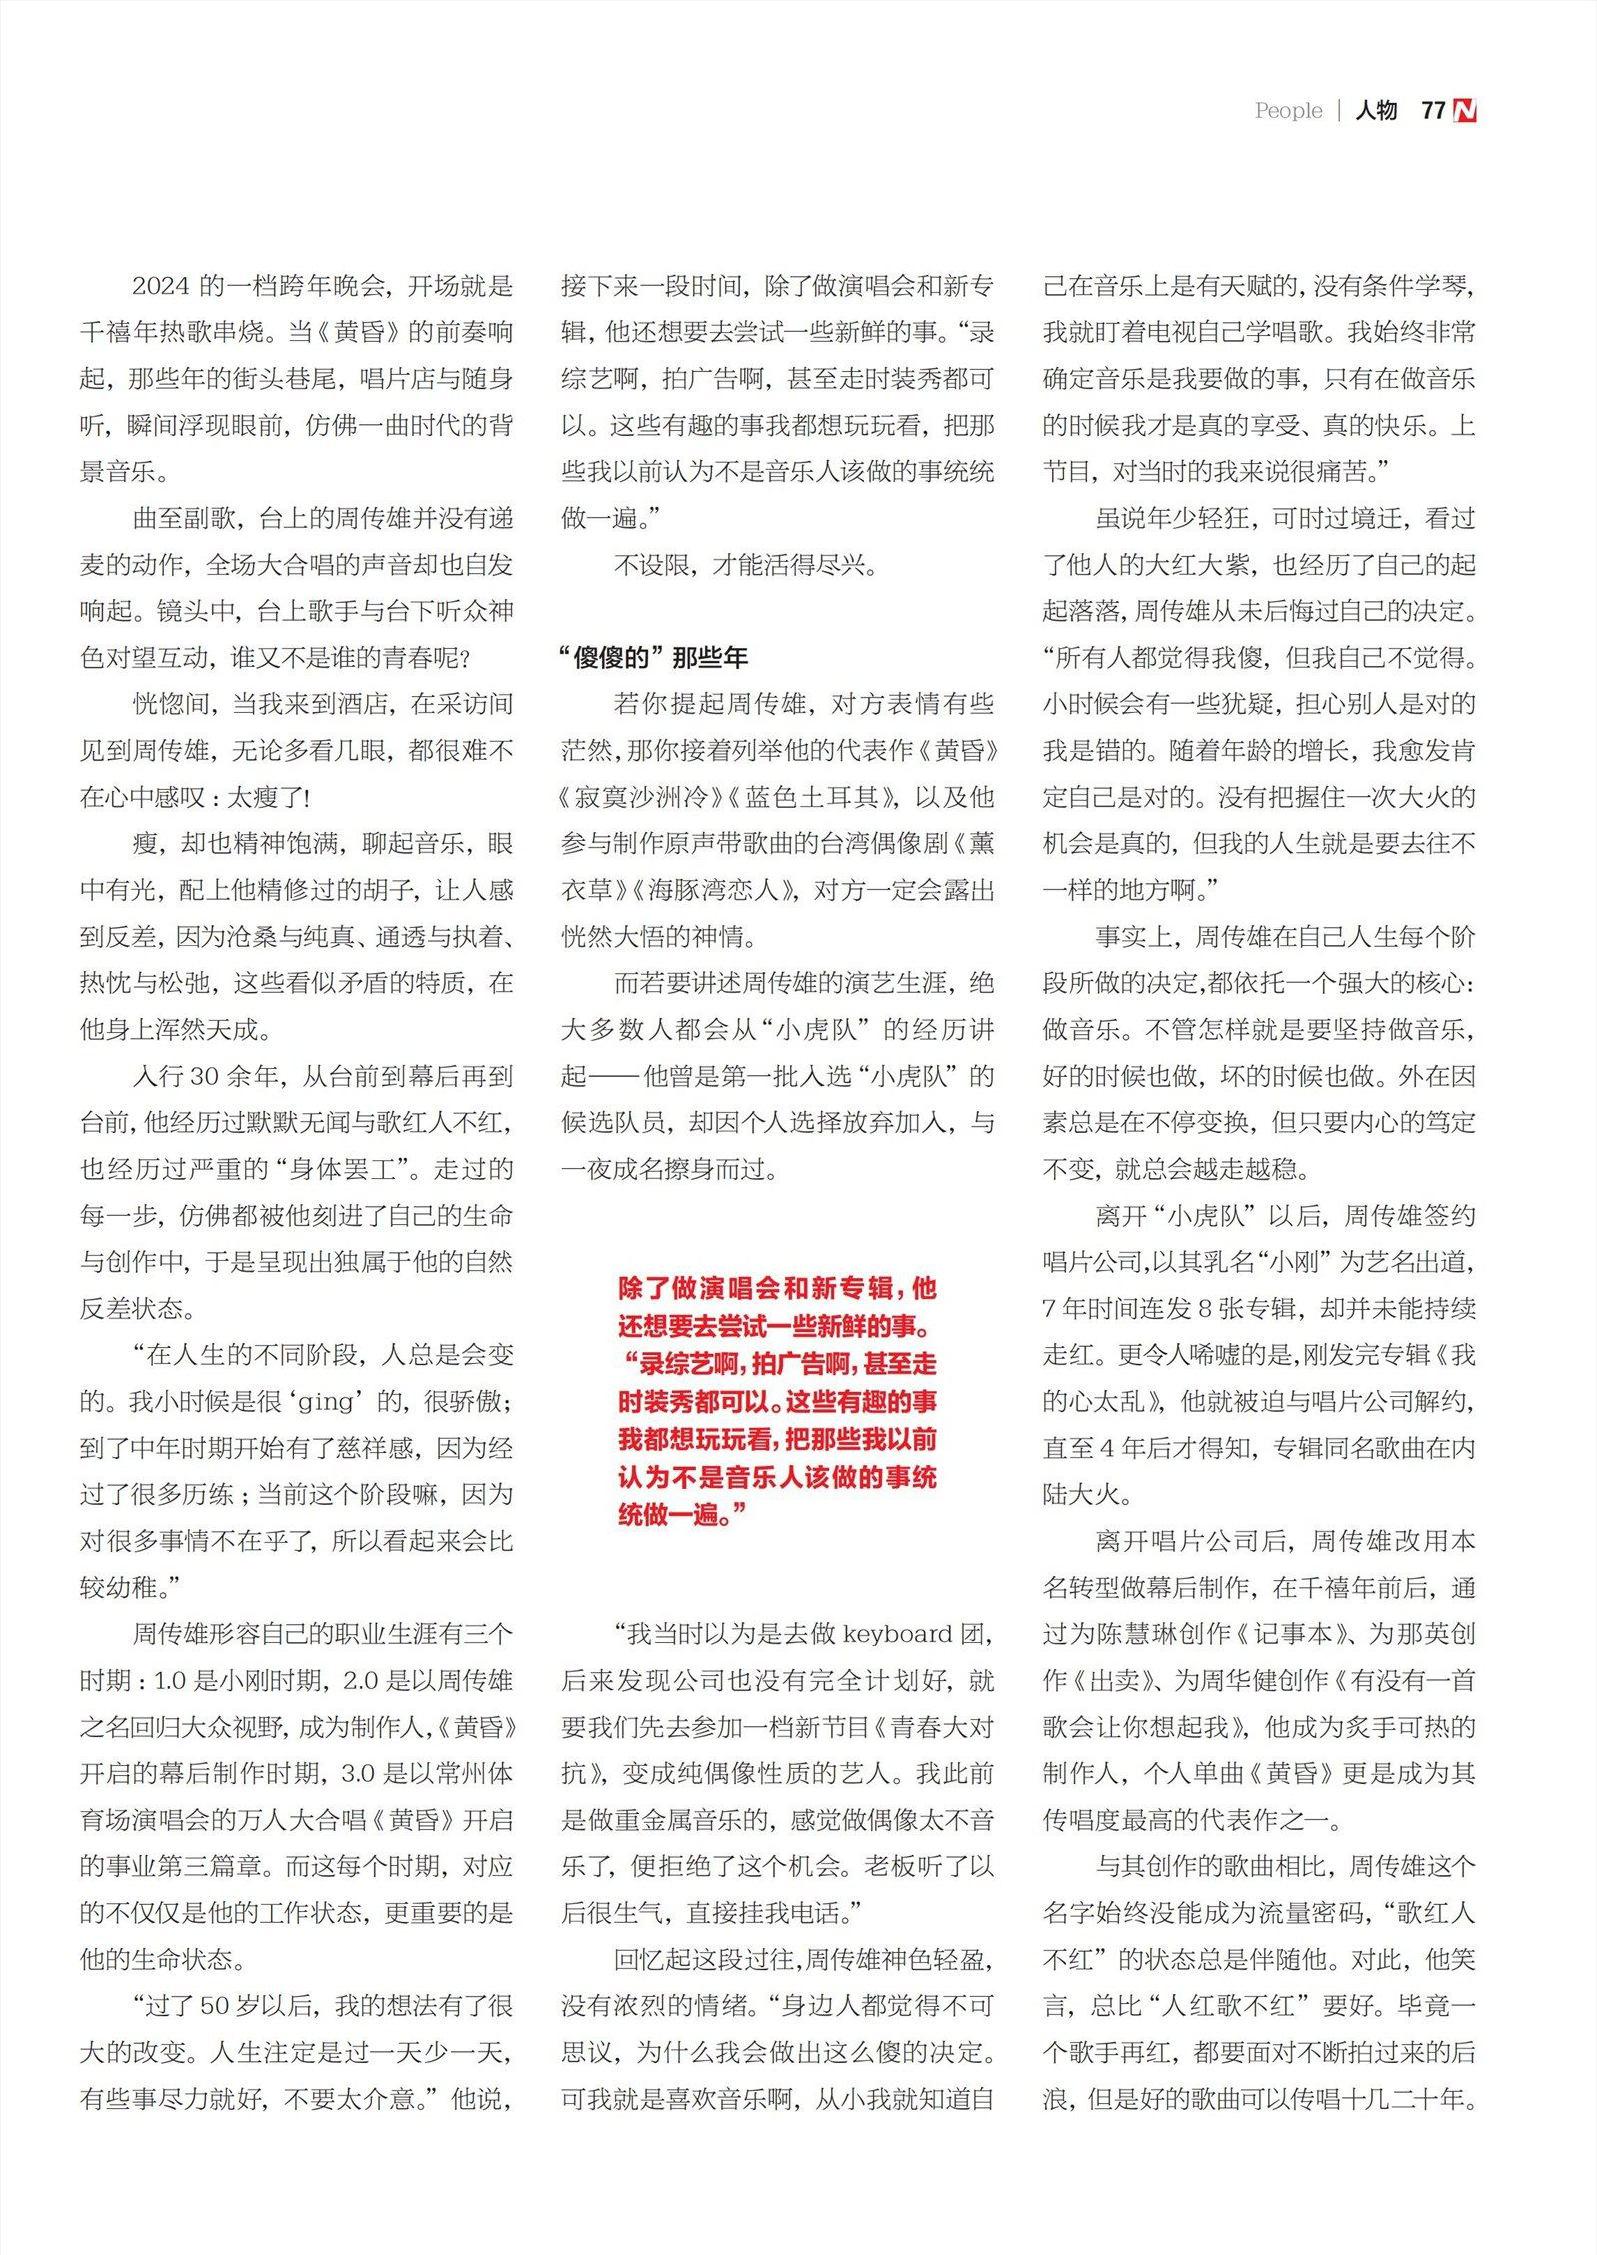 People | 人物 77 N
2024 的一档跨年晚会，开场就是
千禧年热歌串烧。当《黄昏》的前奏响
起，那些年的街头巷尾，唱片店与随身
听，瞬间浮现眼前，仿佛一曲时代的背
景音乐。
曲至副歌，台上的周传雄并没有递
麦的动作，全场大合唱的声音却也自发
响起。镜头中，台上歌手与台下听众神
色对望互动，谁又不是谁的青春呢？
恍惚间，当我来到酒店，在采访间
见到周传雄，无论多看几眼，都很难不
在心中感叹：太瘦了！
瘦，却也精神饱满，聊起音乐，眼
中有光，配上他精修过的胡子，让人感
到反差，因为沧桑与纯真、通透与执着、
热忱与松弛，这些看似矛盾的特质，在
他身上浑然天成。
入行 30 余年，从台前到幕后再到
台前，他经历过默默无闻与歌红人不红，
也经历过严重的“身体罢工”。走过的
每一步，仿佛都被他刻进了自己的生命
与创作中，于是呈现出独属于他的自然
反差状态。
“在人生的不同阶段，人总是会变
的。我小时候是很‘ging’的，很骄傲；
到了中年时期开始有了慈祥感，因为经
过了很多历练；当前这个阶段嘛，因为
对很多事情不在乎了，所以看起来会比
较幼稚。”
周传雄形容自己的职业生涯有三个
时期：1.0 是小刚时期，2.0 是以周传雄
之名回归大众视野，成为制作人，《黄昏》
开启的幕后制作时期，3.0 是以常州体
育场演唱会的万人大合唱《黄昏》开启
的事业第三篇章。而这每个时期，对应
的不仅仅是他的工作状态，更重要的是
他的生命状态。
“过了 50 岁以后，我的想法有了很
大的改变。人生注定是过一天少一天，
有些事尽力就好，不要太介意。”他说，
接下来一段时间，除了做演唱会和新专
辑，他还想要去尝试一些新鲜的事。“录
综艺啊，拍广告啊，甚至走时装秀都可
以。这些有趣的事我都想玩玩看，把那
些我以前认为不是音乐人该做的事统统
做一遍。”
不设限，才能活得尽兴。
“傻傻的”那些年
若你提起周传雄，对方表情有些
茫然，那你接着列举他的代表作《黄昏》
《寂寞沙洲冷》《蓝色土耳其》，以及他
参与制作原声带歌曲的台湾偶像剧《薰
衣草》《海豚湾恋人》，对方一定会露出
恍然大悟的神情。
而若要讲述周传雄的演艺生涯，绝
大多数人都会从“小虎队”的经历讲
起——他曾是第一批入选“小虎队”的
候选队员，却因个人选择放弃加入，与
一夜成名擦身而过。
除了做演唱会和新专辑，他
还想要去尝试一些新鲜的事。
“录综艺啊，拍广告啊，甚至走
时装秀都可以。这些有趣的事
我都想玩玩看，把那些我以前
认为不是音乐人该做的事统
统做一遍。”
“我当时以为是去做 keyboard 团，
后来发现公司也没有完全计划好，就
要我们先去参加一档新节目《青春大对
抗》，变成纯偶像性质的艺人。我此前
是做重金属音乐的，感觉做偶像太不音
乐了，便拒绝了这个机会。老板听了以
后很生气，直接挂我电话。”
回忆起这段过往，周传雄神色轻盈，
没有浓烈的情绪。“身边人都觉得不可
思议，为什么我会做出这么傻的决定。
可我就是喜欢音乐啊，从小我就知道自
己在音乐上是有天赋的，没有条件学琴，
我就盯着电视自己学唱歌。我始终非常
确定音乐是我要做的事，只有在做音乐
的时候我才是真的享受、真的快乐。上
节目，对当时的我来说很痛苦。”
虽说年少轻狂，可时过境迁，看过
了他人的大红大紫，也经历了自己的起
起落落，周传雄从未后悔过自己的决定。
“所有人都觉得我傻，但我自己不觉得。
小时候会有一些犹疑，担心别人是对的
我是错的。随着年龄的增长，我愈发肯
定自己是对的。没有把握住一次大火的
机会是真的，但我的人生就是要去往不
一样的地方啊。”
事实上，周传雄在自己人生每个阶
段所做的决定，都依托一个强大的核心：
做音乐。不管怎样就是要坚持做音乐，
好的时候也做，坏的时候也做。外在因
素总是在不停变换，但只要内心的笃定
不变，就总会越走越稳。
离开“小虎队”以后，周传雄签约
唱片公司，以其乳名“小刚”为艺名出道，
7 年时间连发 8 张专辑，却并未能持续
走红。更令人唏嘘的是，刚发完专辑《我
的心太乱》，他就被迫与唱片公司解约，
直至 4 年后才得知，专辑同名歌曲在内
陆大火。
离开唱片公司后，周传雄改用本
名转型做幕后制作，在千禧年前后，通
过为陈慧琳创作《记事本》、为那英创
作《出卖》、为周华健创作《有没有一首
歌会让你想起我》，他成为炙手可热的
制作人，个人单曲《黄昏》更是成为其
传唱度最高的代表作之一。
与其创作的歌曲相比，周传雄这个
名字始终没能成为流量密码，“歌红人
不红”的状态总是伴随他。对此，他笑
言，总比“人红歌不红”要好。毕竟一
个歌手再红，都要面对不断拍过来的后
浪，但是好的歌曲可以传唱十几二十年。